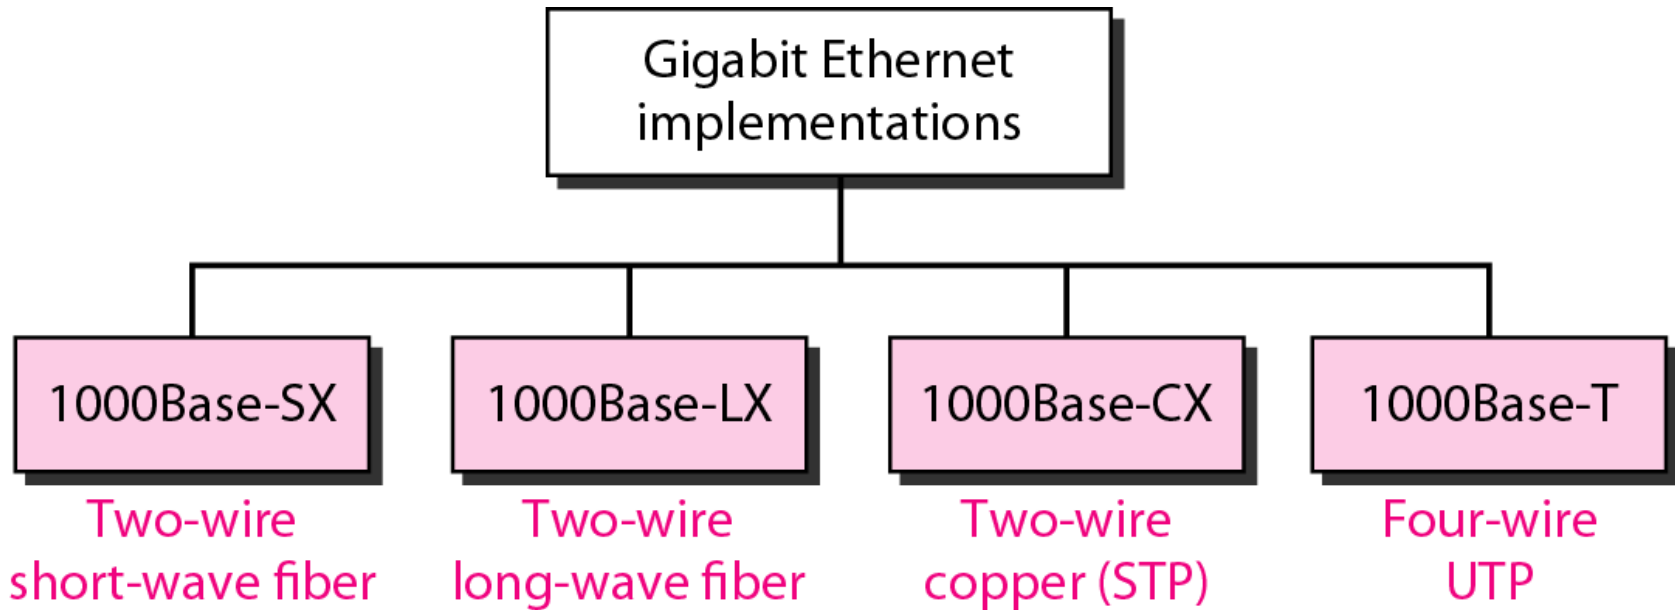 Gigabit Ethernet
implementations
1000Base-SX
1000Base-LX
1000Base-CX
1000Base-T
Two-wire
short-wave fiber
Two-wire
long-wave fiber
Two-wire
copper (STP)
Four-wire
UTP